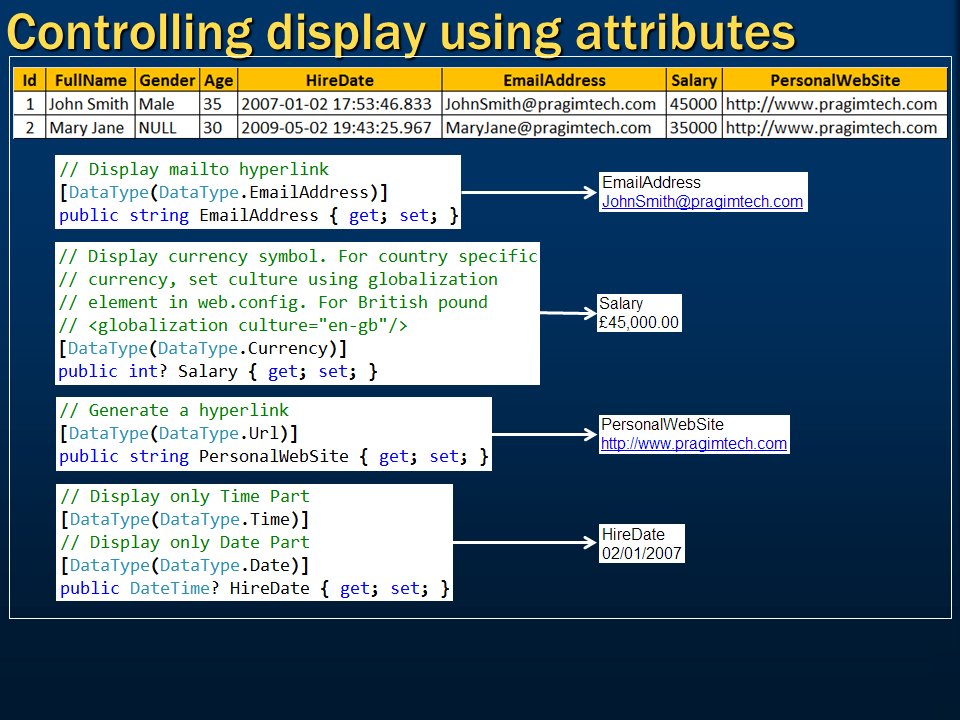 Controlling display using attributes
Id FullName Gender Age HireDate EmailAddress Salary PersonalWebSite
1 John Smith Male 35 2007-01-02 17:53:46.833 JohnSmith@pragimtech.com 45000 http://www.pragimtech.com
2 Mary Jane NULL 30 2009-05-02 19:43:25.967 MaryJane@pragimtech.com 35000 http://www.pragimtech.com
// Display mailto hyperlink
[DataType(DataType.EmailAddress)]
public string EmailAddress { get; set; }
EmailAddress
JohnSmith@pragimtech.com
// Display currency symbol. For country specific
// currency, set culture using globalization
// element in web.config. For British pound
// <globalization culture="en-gb"/>
[DataType(DataType.Currency)]
public int? Salary { get; set; }
Salary
£45,000.00
// Generate a hyperlink
[DataType(DataType.Url)]
public string PersonalWebSite { get; set; }
PersonalWebSite
http://www.pragimtech.com
// Display only Time Part
[DataType(DataType.Time)]
// Display only Date Part
[DataType(DataType.Date)]
public DateTime? HireDate { get; set; }
HireDate
02/01/2007